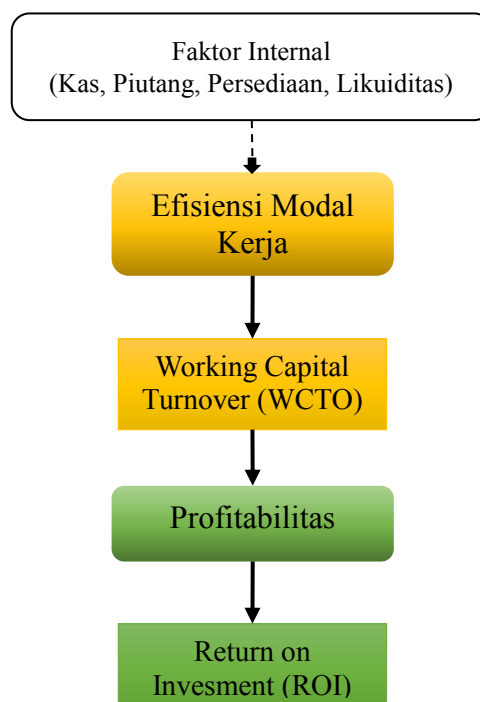 Faktor Internal
(Kas, Piutang, Persediaan, Likuiditas)
Efisiensi Modal
Kerja
Working Capital
Turnover (WCTO)
Profitabilitas
Return on
Invesment (ROI)